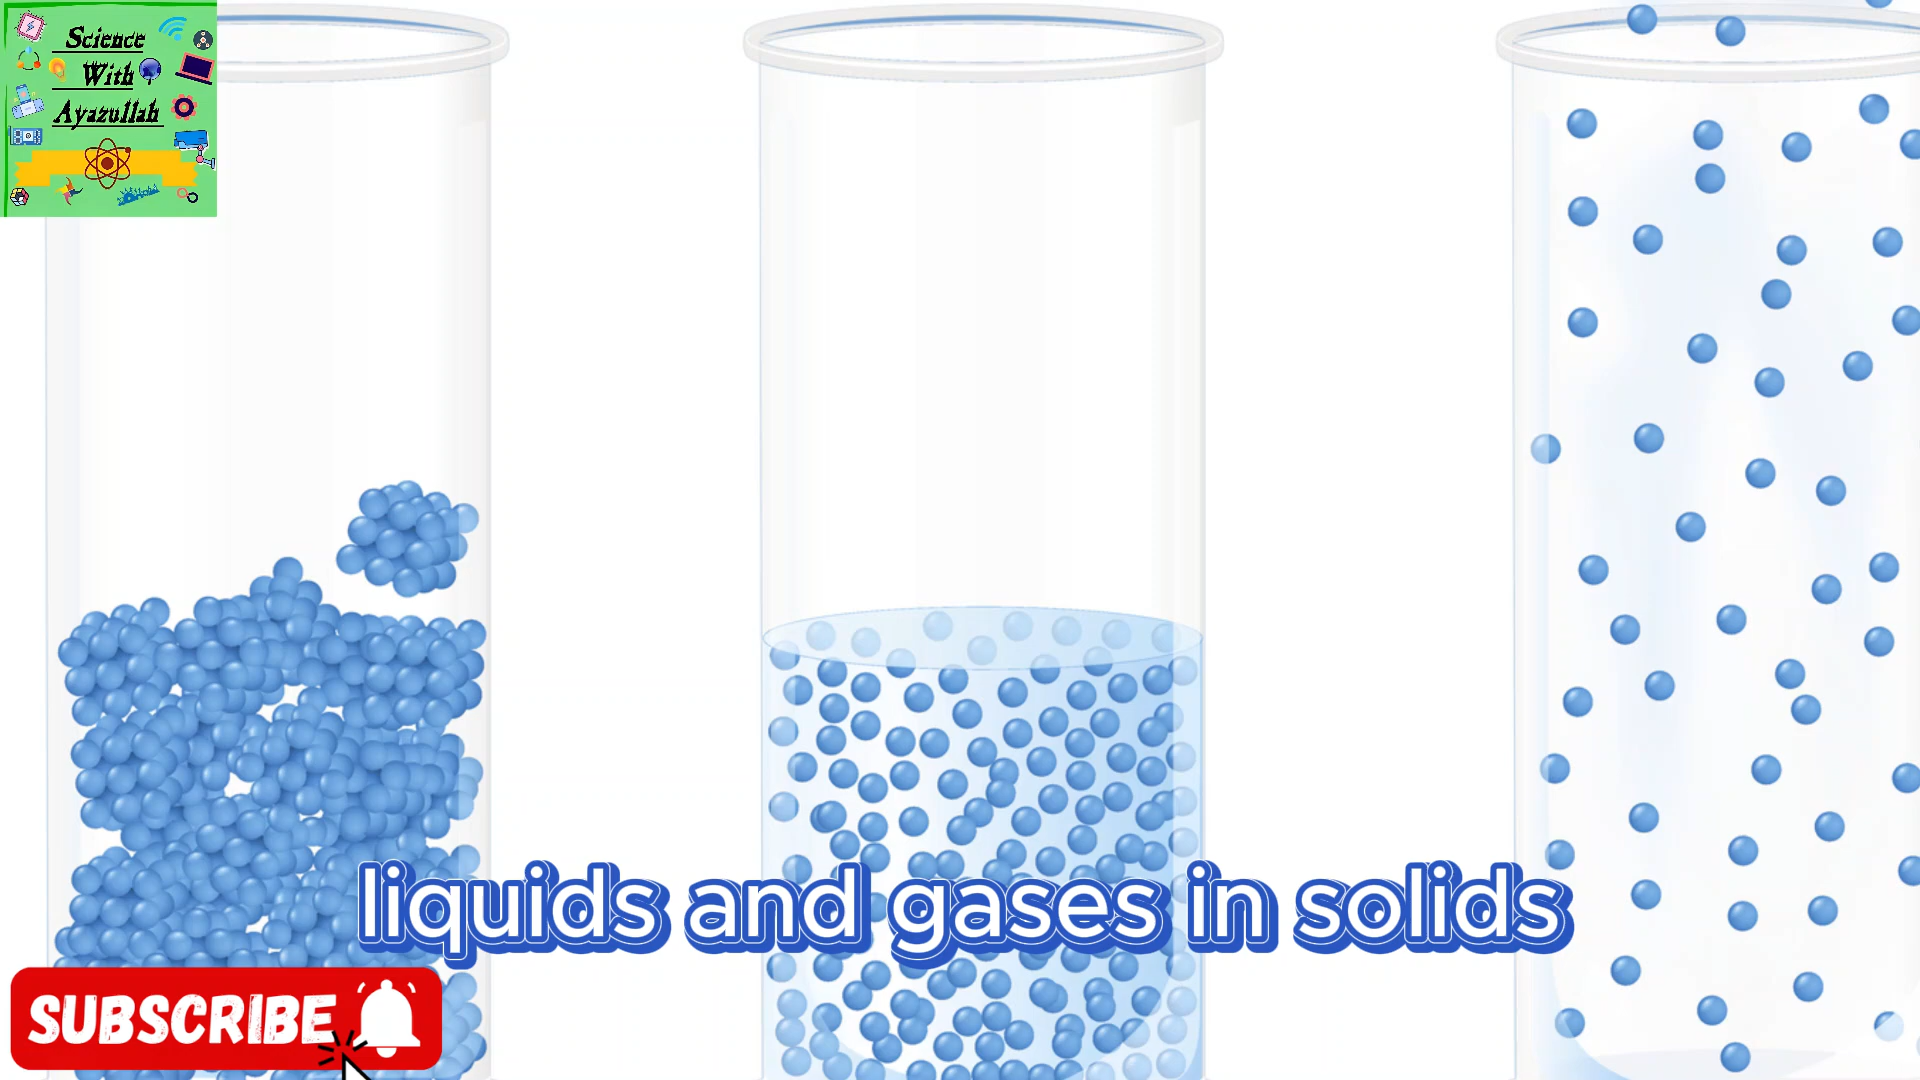 Science
With
Ayazullah
liquids and gases in solids
SUBSCRIBE